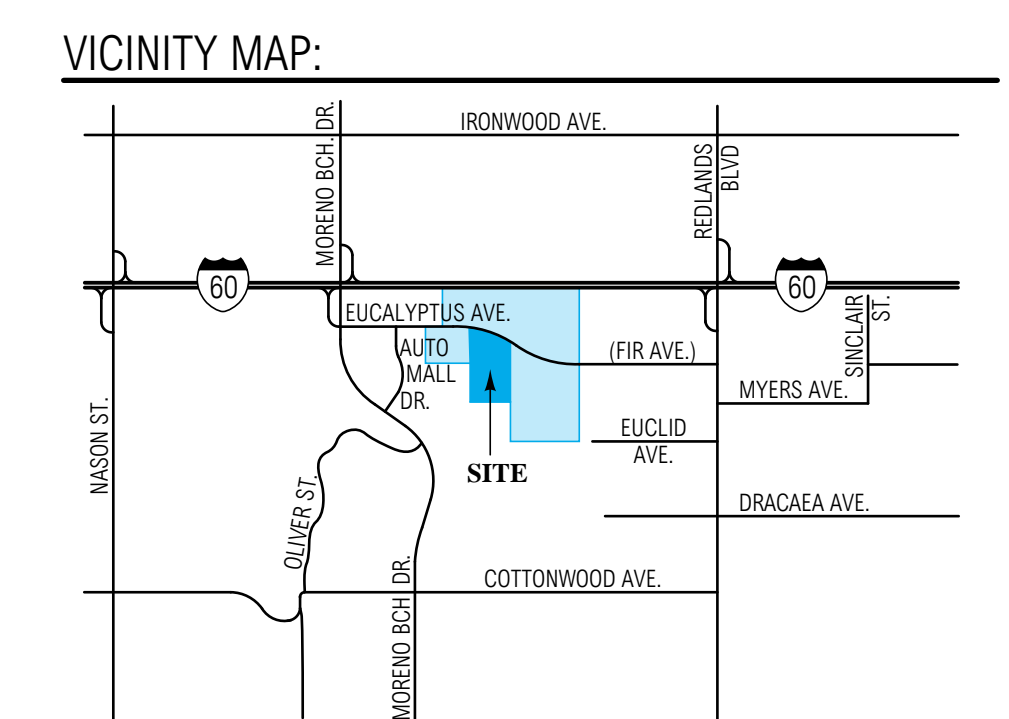 VICINITY MAP:
IRONWOOD AVE.
MORENO BCH. DR.
REDLANDS
BLVD
60
60
EUCALYPTUS AVE.
SINCLAIR
ST.
AUTO
MALL
DR.
(FIR AVE.)
MYERS AVE.
NASON ST.
EUCLID
AVE.
SITE
OLIVER ST.
DRACAEA AVE.
COTTONWOOD AVE.
MORENO BCH DR.